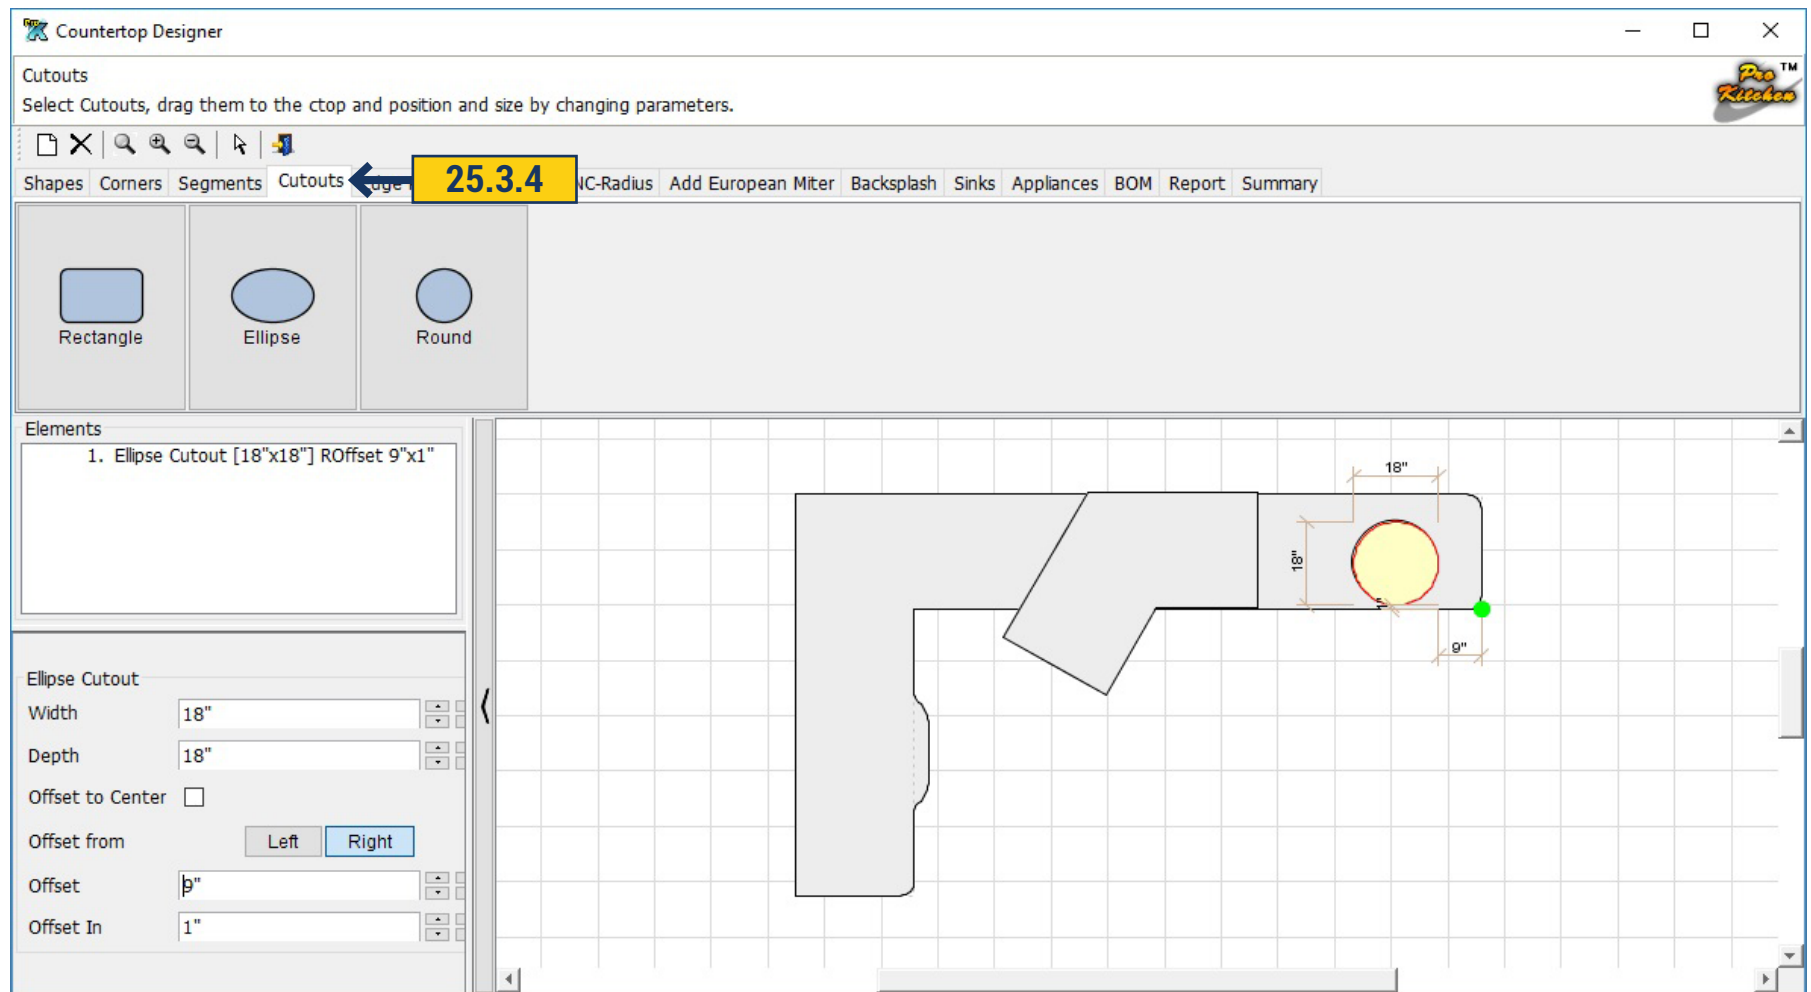 Countertop Designer
Cutouts
Select Cutouts, drag them to the ctop and position and size by changing parameters.
Pro Kitchen™
Shapes Corners Segments Cutouts 25.3.4 NC-Radius Add European Miter Backsplash Sinks Appliances BOM Report Summary
Rectangle Ellipse Round
Elements
1. Ellipse Cutout [18"x18"] ROffset 9"x1"
18"
18"
1"
9"
Ellipse Cutout
Width 18"
Depth 18"
Offset to Center
Offset from Left Right
Offset 9"
Offset In 1"